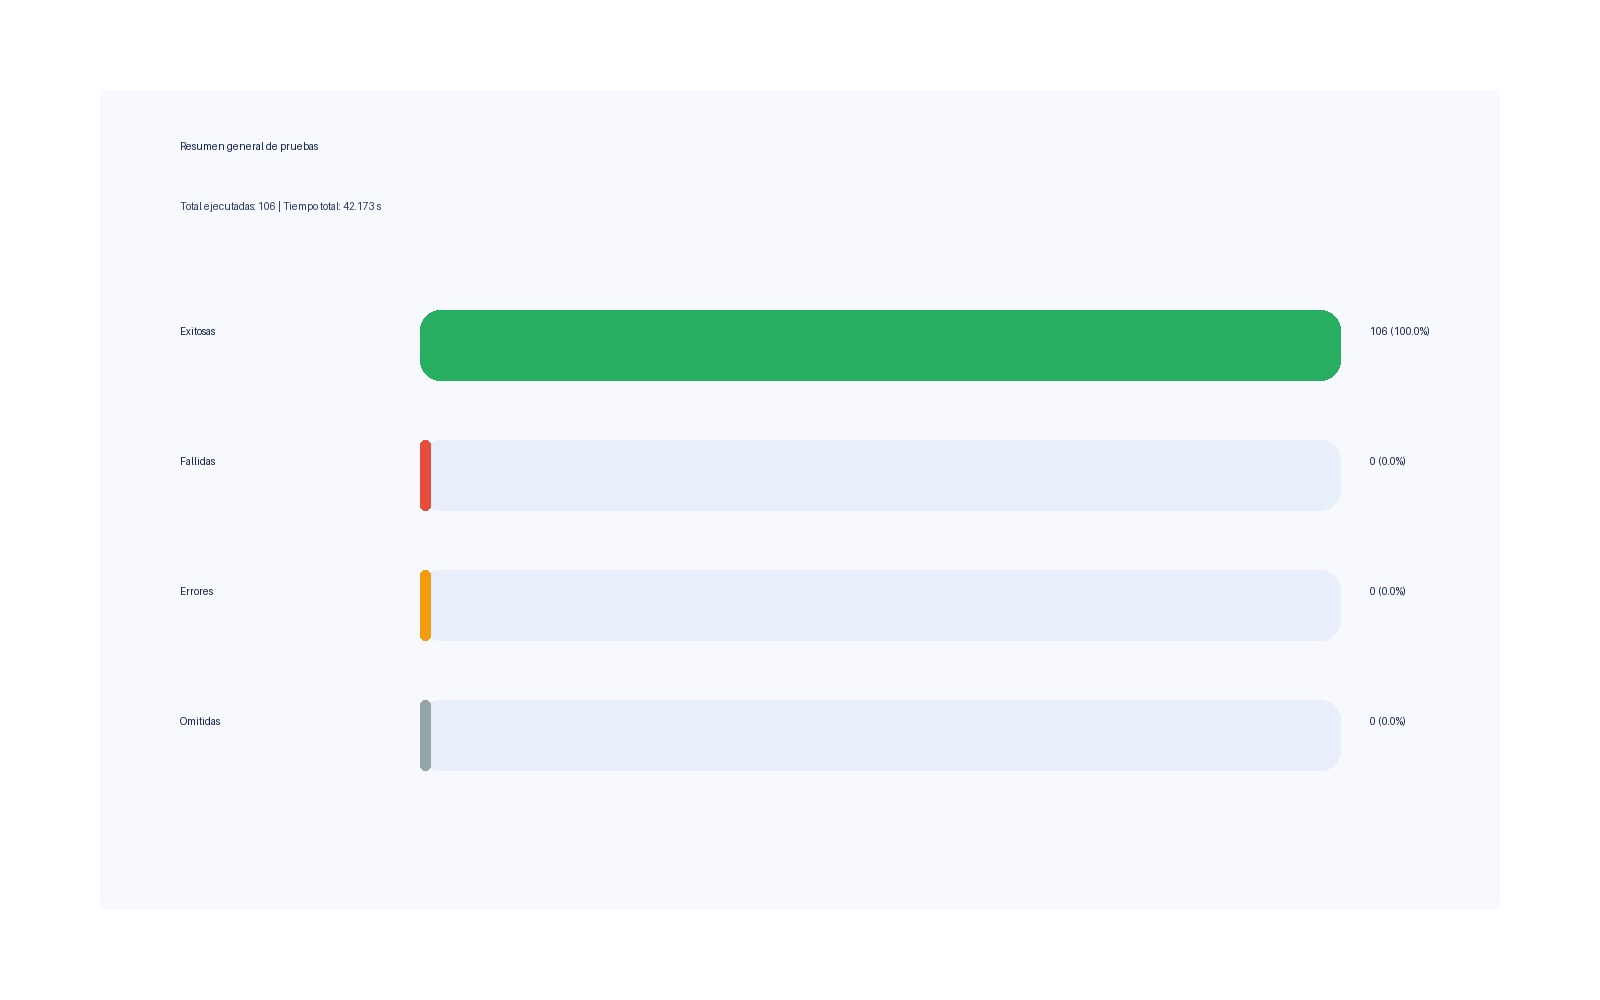 Resumen general de pruebas
Total ejecutadas: 106 | Tiempo total: 42.173 s
Exitosas 106 (100.0%)
Fallidas 0 (0.0%)
Errores 0 (0.0%)
Omitidas 0 (0.0%)